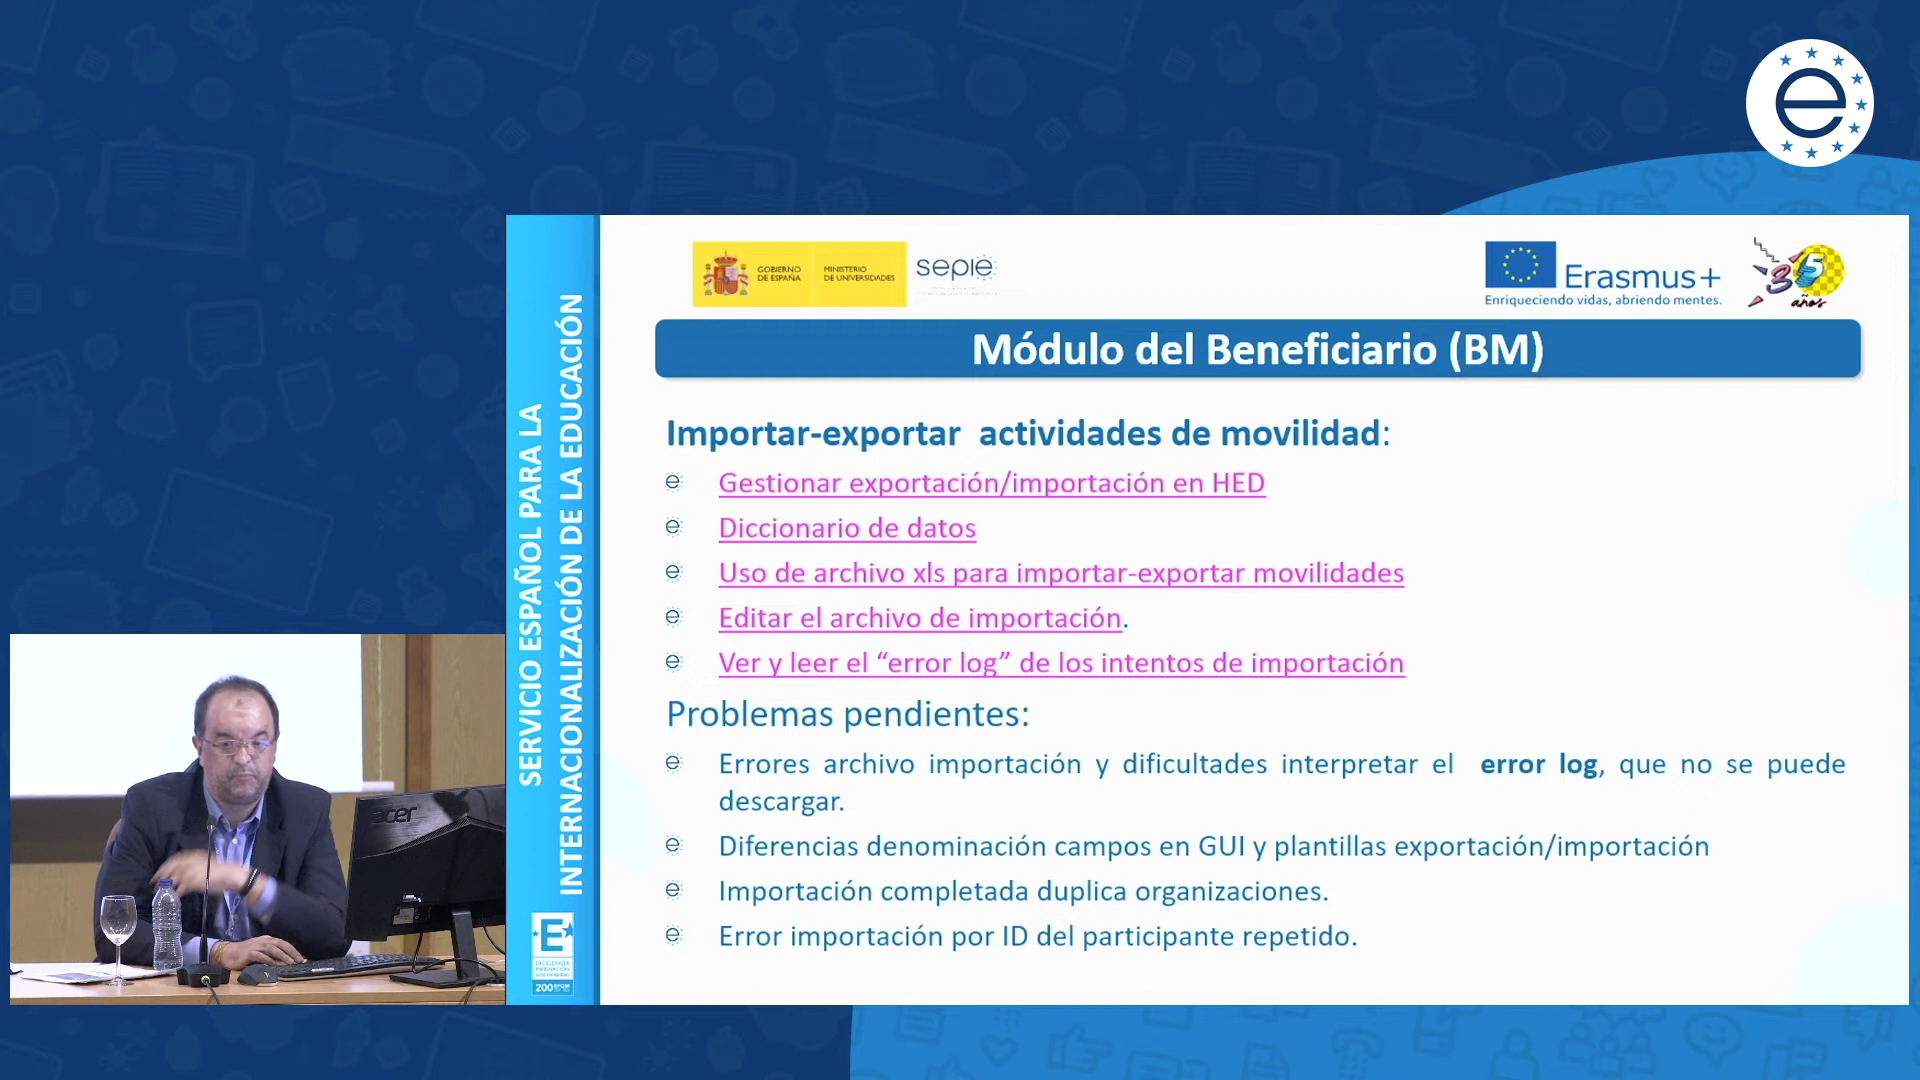 GOBIERNO
DE ESPAÑA
MINISTERIO
DE UNIVERSIDADES
sepie
Erasmus+
Enriqueciendo vidas, abriendo mentes.
35
años
Módulo del Beneficiario (BM)
SERVICIO ESPAÑOL PARA LA
INTERNACIONALIZACIÓN DE LA EDUCACIÓN
Importar-exportar actividades de movilidad:
Gestionar exportación/importación en HED
Diccionario de datos
Uso de archivo xls para importar-exportar movilidades
Editar el archivo de importación.
Ver y leer el “error log” de los intentos de importación
Problemas pendientes:
Errores archivo importación y dificultades interpretar el error log, que no se puede
descargar.
Diferencias denominación campos en GUI y plantillas exportación/importación
Importación completada duplica organizaciones.
Error importación por ID del participante repetido.
acer